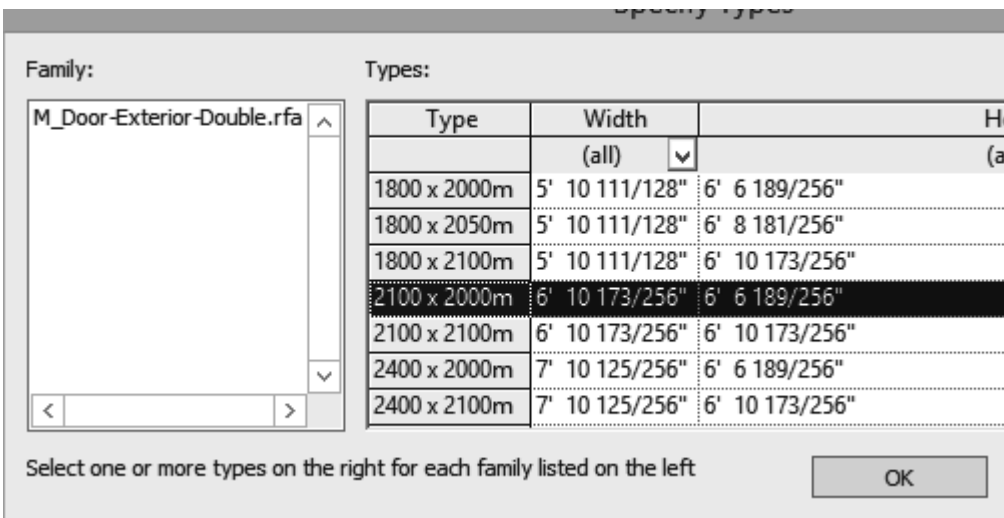 Specify Types
Family:
Types:
M_Door-Exterior-Double.rfa
Type Width
(all)
1800 x 2000m 5' 10 111/128" 6' 6 189/256"
1800 x 2050m 5' 10 111/128" 6' 8 181/256"
1800 x 2100m 5' 10 111/128" 6' 10 173/256"
2100 x 2000m 6' 10 173/256" 6' 6 189/256"
2100 x 2100m 6' 10 173/256" 6' 10 173/256"
2400 x 2000m 7' 10 125/256" 6' 6 189/256"
2400 x 2100m 7' 10 125/256" 6' 10 173/256"
Select one or more types on the right for each family listed on the left
OK